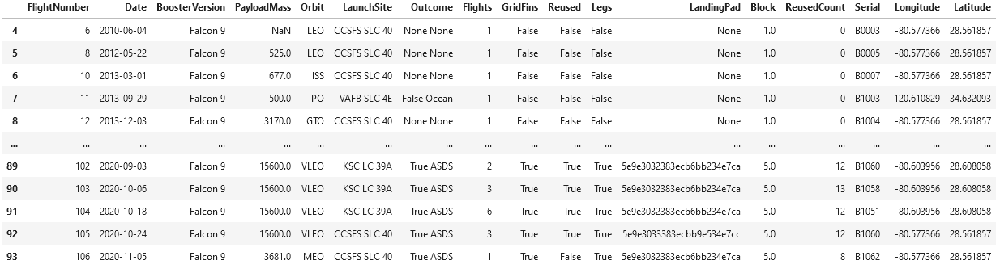 FlightNumber Date BoosterVersion PayloadMass Orbit LaunchSite Outcome Flights GridFins Reused Legs LandingPad Block ReusedCount Serial Longitude Latitude
4 6 2010-06-04 Falcon 9 NaN LEO CCSFS SLC 40 None None 1 False False False None 1.0 0 B0003 -80.577366 28.561857
5 8 2012-05-22 Falcon 9 525.0 LEO CCSFS SLC 40 None None 1 False False False None 1.0 0 B0005 -80.577366 28.561857
6 10 2013-03-01 Falcon 9 677.0 ISS CCSFS SLC 40 None None 1 False False False None 1.0 0 B0007 -80.577366 28.561857
7 11 2013-09-29 Falcon 9 500.0 PO VAFB SLC 4E False Ocean 1 False False False None 1.0 0 B1003 -120.610829 34.632093
8 12 2013-12-03 Falcon 9 3170.0 GTO CCSFS SLC 40 None None 1 False False False None 1.0 0 B1004 -80.577366 28.561857
... ... ... ... ... ... ... ... ... ... ... ... ... ... ... ... ... ...
89 102 2020-09-03 Falcon 9 15600.0 VLEO KSC LC 39A True ASDS 2 True True True 5e9e3032383ecb6bb234e7ca 5.0 12 B1060 -80.603956 28.608058
90 103 2020-10-06 Falcon 9 15600.0 VLEO KSC LC 39A True ASDS 3 True True True 5e9e3032383ecb6bb234e7ca 5.0 13 B1058 -80.603956 28.608058
91 104 2020-10-18 Falcon 9 15600.0 VLEO KSC LC 39A True ASDS 6 True True True 5e9e3032383ecb6bb234e7ca 5.0 12 B1051 -80.603956 28.608058
92 105 2020-10-24 Falcon 9 15600.0 VLEO CCSFS SLC 40 True ASDS 3 True True True 5e9e3033383ecbb9e534e7cc 5.0 12 B1060 -80.577366 28.561857
93 106 2020-11-05 Falcon 9 3681.0 MEO CCSFS SLC 40 True ASDS 1 True False True 5e9e3032383ecb6bb234e7ca 5.0 8 B1062 -80.577366 28.561857